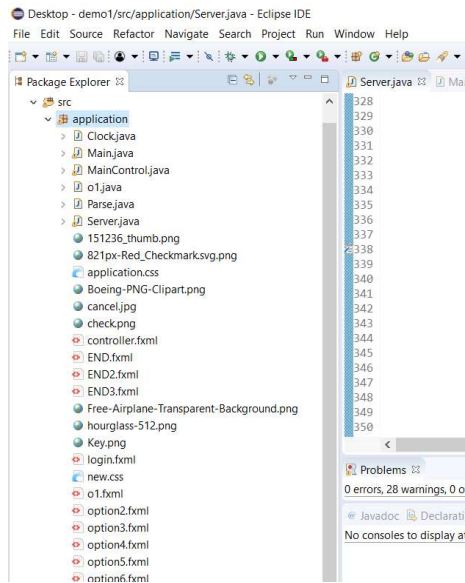 Desktop - demo1/src/application/Server.java - Eclipse IDE
File Edit Source Refactor Navigate Search Project Run Window Help
Package Explorer
src
application
Clock.java
Main.java
MainControl.java
o1.java
Parse.java
Server.java
151236_thumb.png
821px-Red_Checkmark.svg.png
application.css
Boeing-PNG-Clipart.png
cancel.jpg
check.png
controller.fxml
END.fxml
END2.fxml
END3.fxml
Free-Airplane-Transparent-Background.png
hourglass-512.png
Key.png
login.fxml
new.css
o1.fxml
option2.fxml
option3.fxml
option4.fxml
option5.fxml
option6.fxml
Server.java Ma
328
329
330
331
332
333
334
335
336
337
338
339
340
341
342
343
344
345
346
347
348
349
350
Problems
0 errors, 28 warnings, 0 o
Javadoc Declarati
No consoles to display at